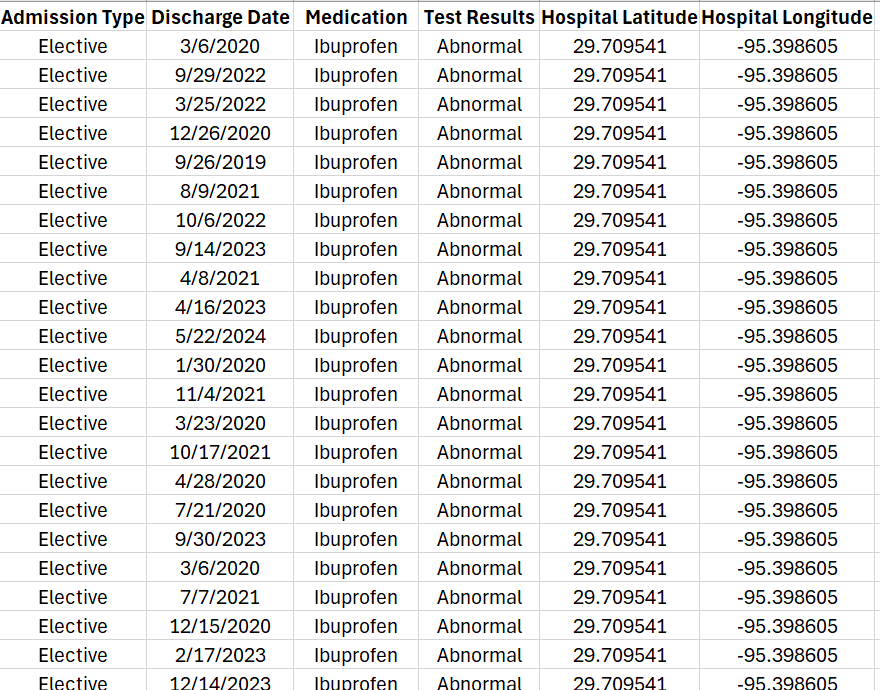 Admission Type Discharge Date Medication Test Results Hospital Latitude Hospital Longitude
Elective 3/6/2020 Ibuprofen Abnormal 29.709541 -95.398605
Elective 9/29/2022 Ibuprofen Abnormal 29.709541 -95.398605
Elective 3/25/2022 Ibuprofen Abnormal 29.709541 -95.398605
Elective 12/26/2020 Ibuprofen Abnormal 29.709541 -95.398605
Elective 9/26/2019 Ibuprofen Abnormal 29.709541 -95.398605
Elective 8/9/2021 Ibuprofen Abnormal 29.709541 -95.398605
Elective 10/6/2022 Ibuprofen Abnormal 29.709541 -95.398605
Elective 9/14/2023 Ibuprofen Abnormal 29.709541 -95.398605
Elective 4/8/2021 Ibuprofen Abnormal 29.709541 -95.398605
Elective 4/16/2023 Ibuprofen Abnormal 29.709541 -95.398605
Elective 5/22/2024 Ibuprofen Abnormal 29.709541 -95.398605
Elective 1/30/2020 Ibuprofen Abnormal 29.709541 -95.398605
Elective 11/4/2021 Ibuprofen Abnormal 29.709541 -95.398605
Elective 3/23/2020 Ibuprofen Abnormal 29.709541 -95.398605
Elective 10/17/2021 Ibuprofen Abnormal 29.709541 -95.398605
Elective 4/28/2020 Ibuprofen Abnormal 29.709541 -95.398605
Elective 7/21/2020 Ibuprofen Abnormal 29.709541 -95.398605
Elective 9/30/2023 Ibuprofen Abnormal 29.709541 -95.398605
Elective 3/6/2020 Ibuprofen Abnormal 29.709541 -95.398605
Elective 7/7/2021 Ibuprofen Abnormal 29.709541 -95.398605
Elective 12/15/2020 Ibuprofen Abnormal 29.709541 -95.398605
Elective 2/17/2023 Ibuprofen Abnormal 29.709541 -95.398605
Elective 12/14/2023 Ibuprofen Abnormal 29.709541 -95.398605